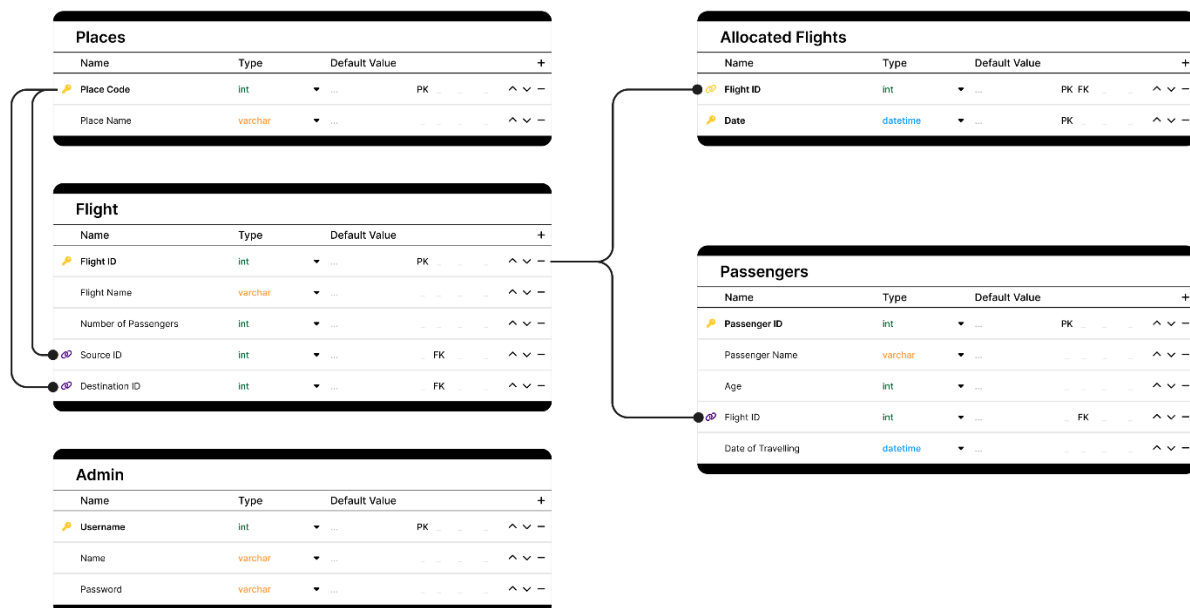 Places
Name Type Default Value +
Place Code int ... PK _ _ _ −
Place Name varchar ... _ _ _ _ −
Flight
Name Type Default Value +
Flight ID int ... PK _ _ _ −
Flight Name varchar ... _ _ _ _ −
Number of Passengers int ... _ _ _ _ −
Source ID int ... _ FK _ _ −
Destination ID int ... _ FK _ _ −
Admin
Name Type Default Value +
Username int ... PK _ _ _ −
Name varchar ... _ _ _ _ −
Password varchar ... _ _ _ _ −
Allocated Flights
Name Type Default Value +
Flight ID int ... PK FK _ _ −
Date datetime ... PK _ _ _ −
Passengers
Name Type Default Value +
Passenger ID int ... PK _ _ _ −
Passenger Name varchar ... _ _ _ _ −
Age int ... _ _ _ _ −
Flight ID int ... _ FK _ _ −
Date of Travelling datetime ... _ _ _ _ −